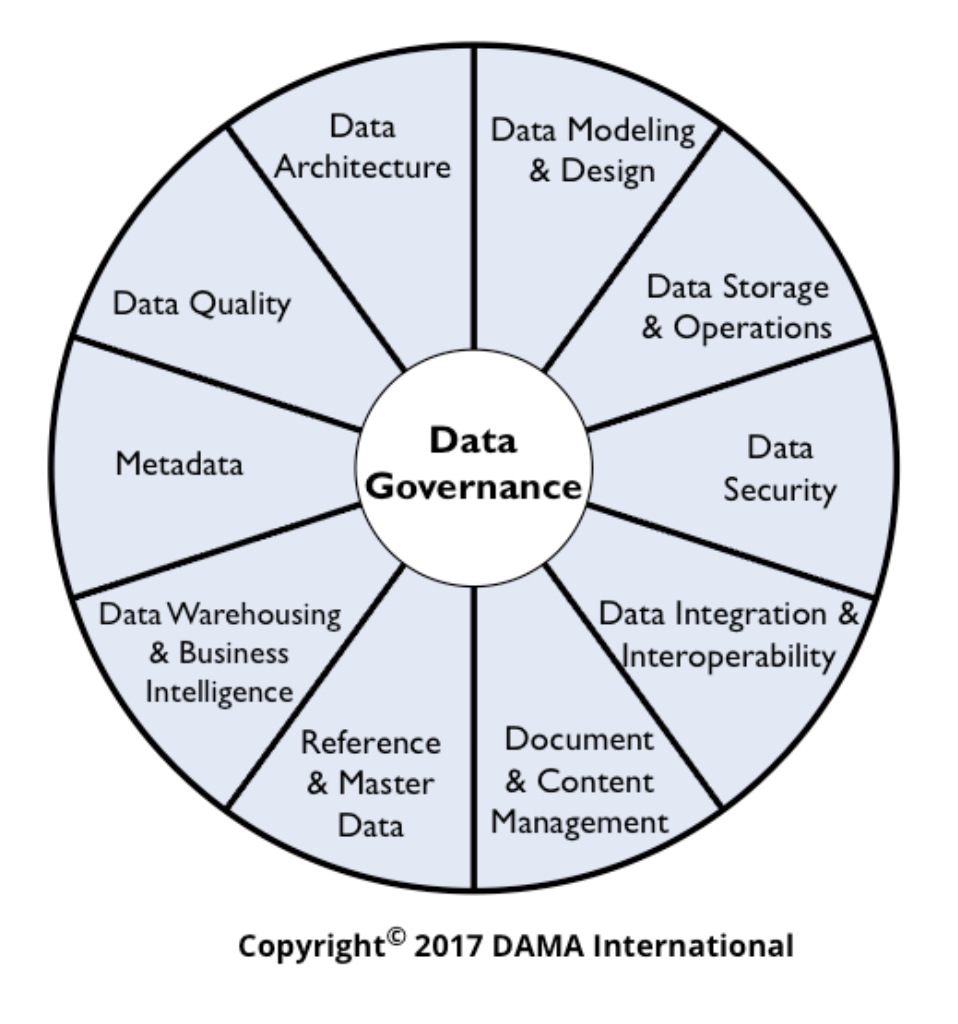 Data
Architecture
Data Modeling
& Design
Data Storage
& Operations
Data
Security
Data Integration &
Interoperability
Document
& Content
Management
Reference
& Master
Data
Data Warehousing
& Business
Intelligence
Metadata
Data Quality
Data
Governance
Copyright© 2017 DAMA International